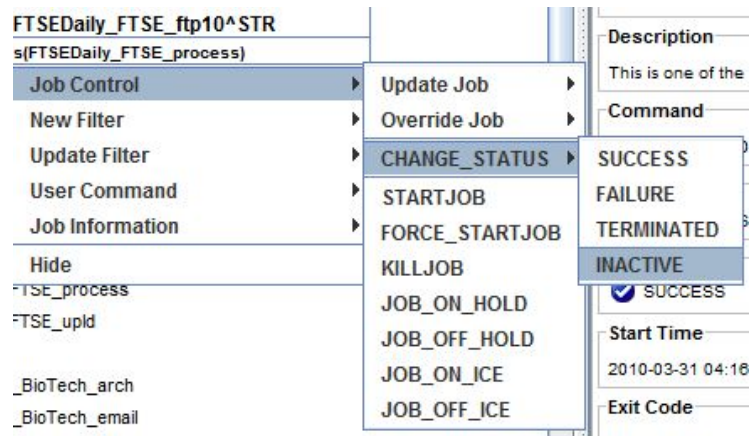 FTSEDaily_FTSE_ftp10^STR
s(FTSEDaily_FTSE_process)
Job Control
New Filter
Update Filter
User Command
Job Information
Hide
FTSE_process
FTSE_upld
_BioTech_arch
_BioTech_email
Update Job
Override Job
CHANGE_STATUS
STARTJOB
FORCE_STARTJOB
KILLJOB
JOB_ON_HOLD
JOB_OFF_HOLD
JOB_ON_ICE
JOB_OFF_ICE
SUCCESS
FAILURE
TERMINATED
INACTIVE
Description
This is one of the
Command
SUCCESS
Start Time
2010-03-31 04:16
Exit Code